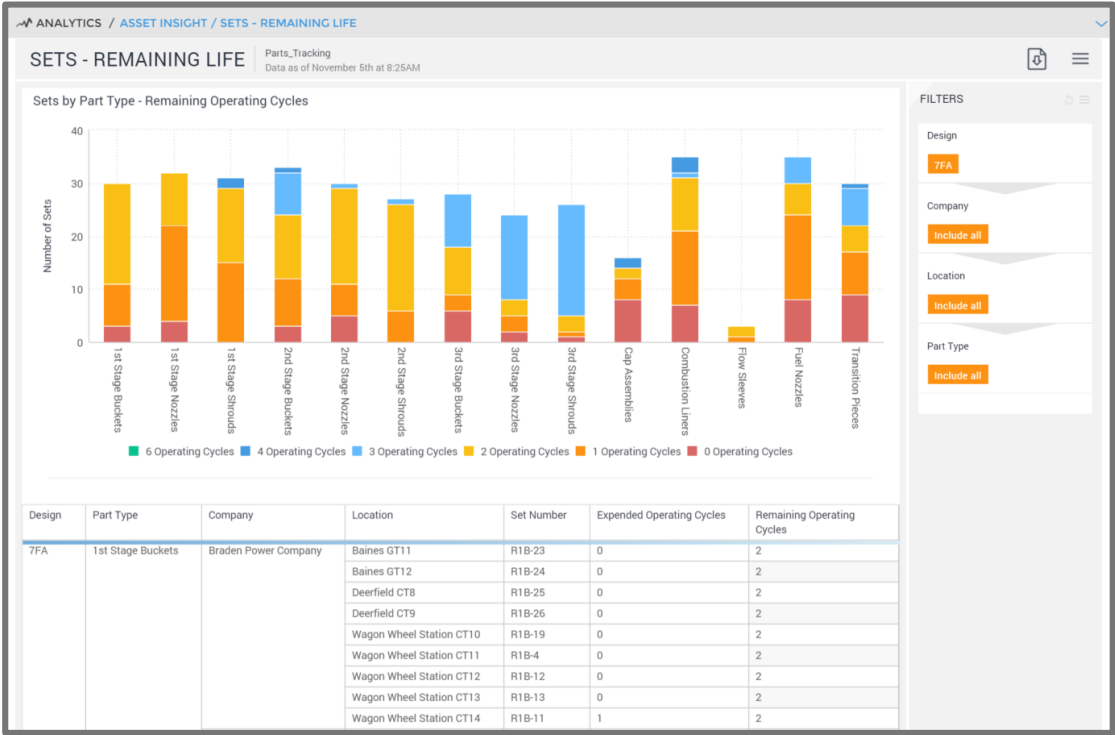 ANALYTICS / ASSET INSIGHT / SETS - REMAINING LIFE
SETS - REMAINING LIFE
Parts_Tracking
Data as of November 5th at 8:25AM
Sets by Part Type - Remaining Operating Cycles
Number of Sets
40
30
20
10
0
1st Stage Buckets
1st Stage Nozzles
1st Stage Shrouds
2nd Stage Buckets
2nd Stage Nozzles
2nd Stage Shrouds
3rd Stage Buckets
3rd Stage Nozzles
3rd Stage Shrouds
Cap Assemblies
Combustion Liners
Flow Sleeves
Fuel Nozzles
Transition Pieces
6 Operating Cycles 4 Operating Cycles 3 Operating Cycles 2 Operating Cycles 1 Operating Cycles 0 Operating Cycles
FILTERS
Design
7FA
Company
Include all
Location
Include all
Part Type
Include all
Design Part Type Company Location Set Number Expended Operating Cycles Remaining Operating
Cycles
7FA 1st Stage Buckets Braden Power Company Baines GT11 R1B-23 0 2
Baines GT12 R1B-24 0 2
Deerfield CT8 R1B-25 0 2
Deerfield CT9 R1B-26 0 2
Wagon Wheel Station CT10 R1B-19 0 2
Wagon Wheel Station CT11 R1B-4 0 2
Wagon Wheel Station CT12 R1B-12 0 2
Wagon Wheel Station CT13 R1B-13 0 2
Wagon Wheel Station CT14 R1B-11 1 2